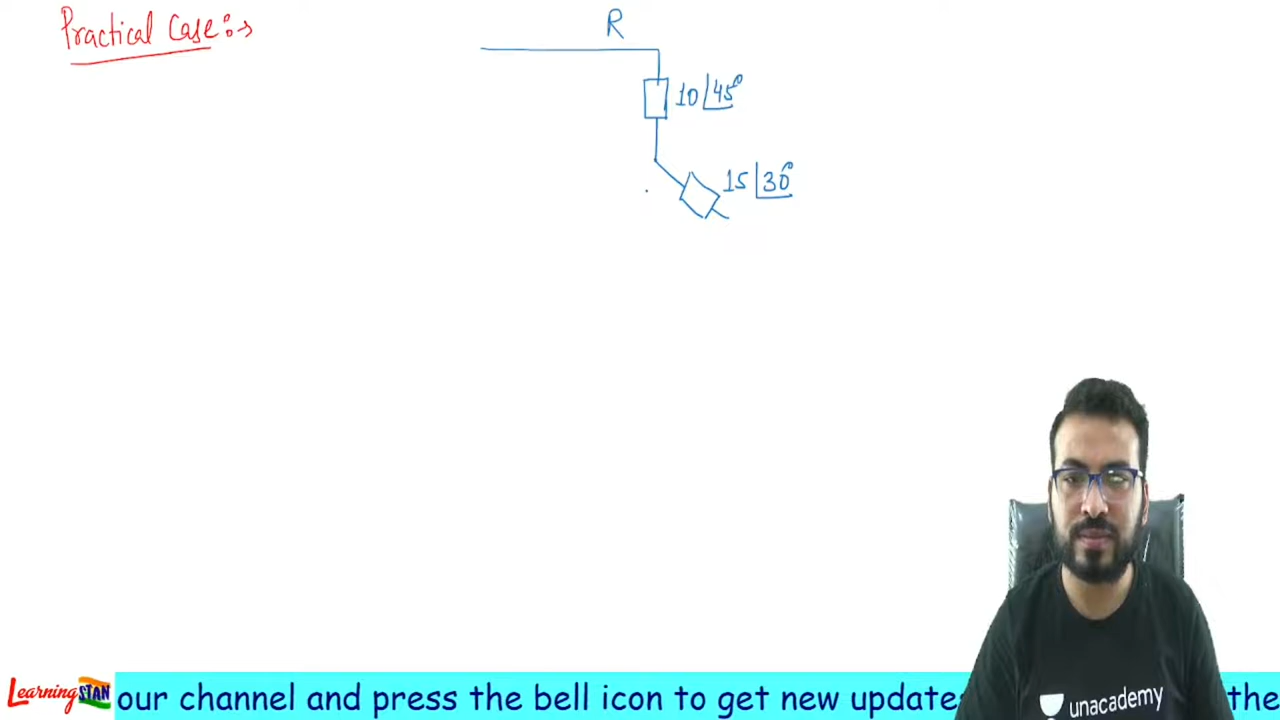 Practical Case:→
R
10∠45°
15∠30°
LearningSTAN
our channel and press the bell icon to get new update
the
unacademy